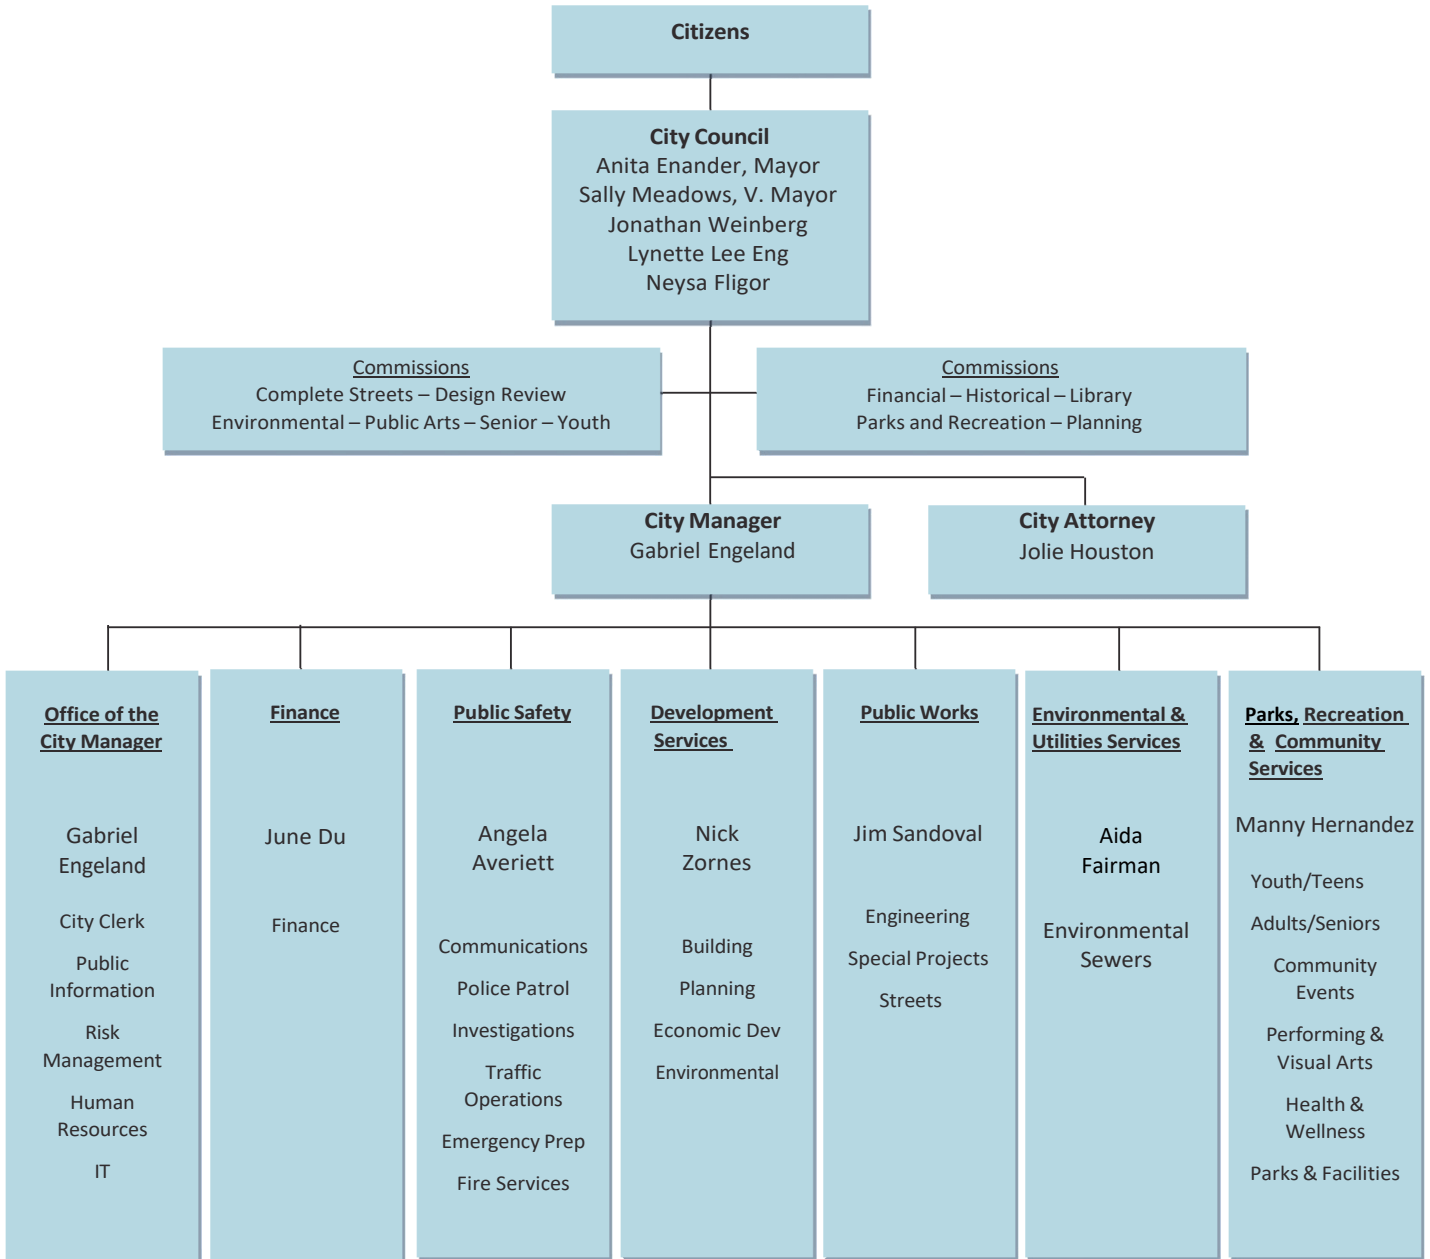 Citizens
City Council
Anita Enander, Mayor
Sally Meadows, V. Mayor
Jonathan Weinberg
Lynette Lee Eng
Neysa Fligor
Commissions
Complete Streets – Design Review
Environmental – Public Arts – Senior – Youth
Commissions
Financial – Historical – Library
Parks and Recreation – Planning
City Manager
Gabriel Engeland
City Attorney
Jolie Houston
Office of the
City Manager
Gabriel
Engeland
City Clerk
Public
Information
Risk
Management
Human
Resources
IT
Finance
June Du
Finance
Public Safety
Angela
Averiett
Communications
Police Patrol
Investigations
Traffic
Operations
Emergency Prep
Fire Services
Development
Services
Nick
Zornes
Building
Planning
Economic Dev
Environmental
Public Works
Jim Sandoval
Engineering
Special Projects
Streets
Environmental &
Utilities Services
Aida
Fairman
Environmental
Sewers
Parks, Recreation
& Community
Services
Manny Hernandez
Youth/Teens
Adults/Seniors
Community
Events
Performing &
Visual Arts
Health &
Wellness
Parks & Facilities